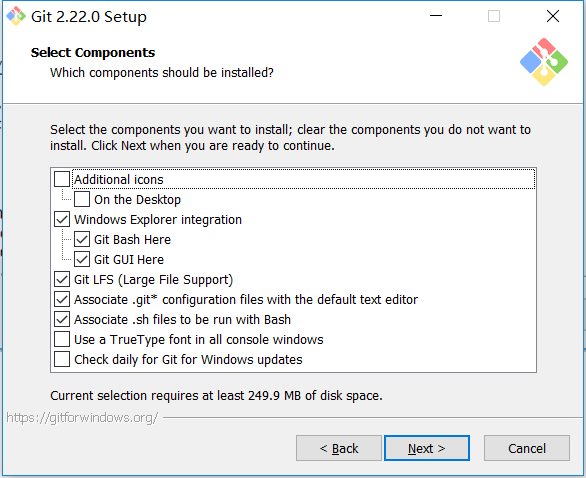 Git 2.22.0 Setup
Select Components
Which components should be installed?
Select the components you want to install; clear the components you do not want to
install. Click Next when you are ready to continue.
Additional icons
On the Desktop
Windows Explorer integration
Git Bash Here
Git GUI Here
Git LFS (Large File Support)
Associate .git* configuration files with the default text editor
Associate .sh files to be run with Bash
Use a TrueType font in all console windows
Check daily for Git for Windows updates
Current selection requires at least 249.9 MB of disk space.
https://gitforwindows.org/
< Back
Next >
Cancel